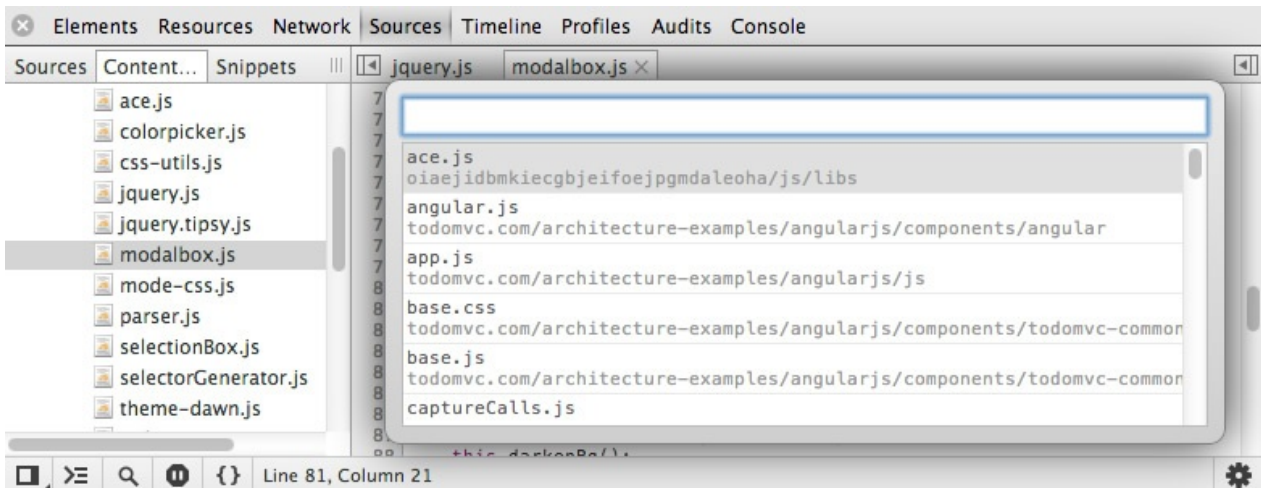 Elements Resources Network Sources Timeline Profiles Audits Console
Sources Content... Snippets jquery.js modalbox.js
ace.js
colorpicker.js
css-utils.js
jquery.js
jquery.tipsy.js
modalbox.js
mode-css.js
parser.js
selectionBox.js
selectorGenerator.js
theme-dawn.js
ace.js
oiaejidbmkiecgbjeifoejpgmdaleoha/js/libs
angular.js
todomvc.com/architecture-examples/angularjs/components/angular
app.js
todomvc.com/architecture-examples/angularjs/js
base.css
todomvc.com/architecture-examples/angularjs/components/todomvc-common
base.js
todomvc.com/architecture-examples/angularjs/components/todomvc-common
captureCalls.js
this.darkenBg();
{} Line 81, Column 21